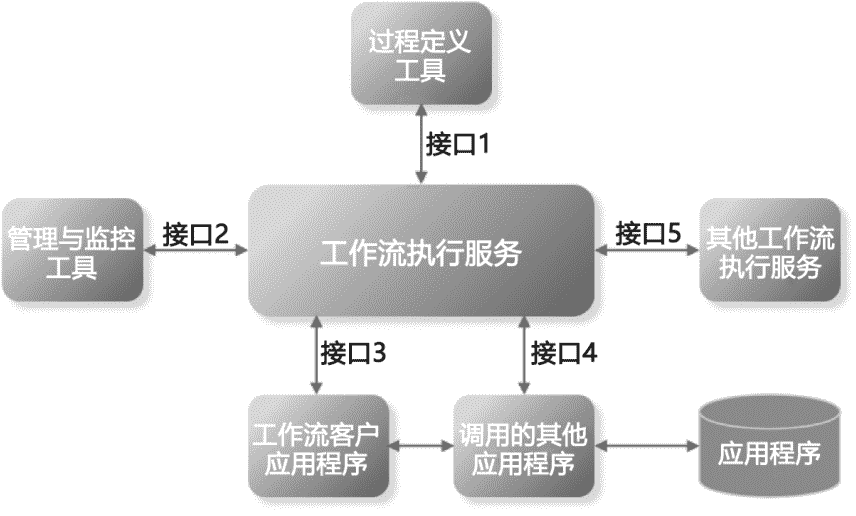 过程定义
工具
接口1
管理与监控
工具
接口2
工作流执行服务
接口5
其他工作流
执行服务
接口3
接口4
工作流客户
应用程序
调用的其他
应用程序
应用程序